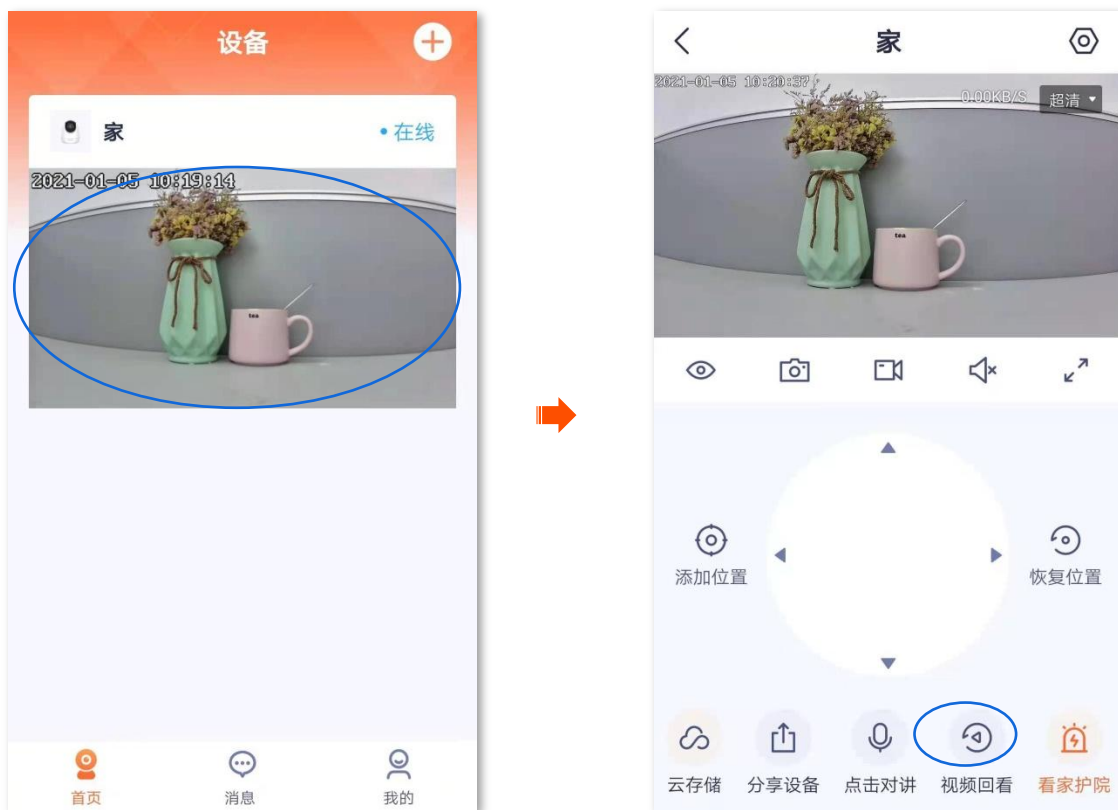 设备
家
在线
2021-01-05 10:19:14
tea
首页
消息
我的
家
2021-01-05 10:20:37
0.00KB/S
超清
tea
添加位置
恢复位置
云存储
分享设备
点击对讲
视频回看
看家护院